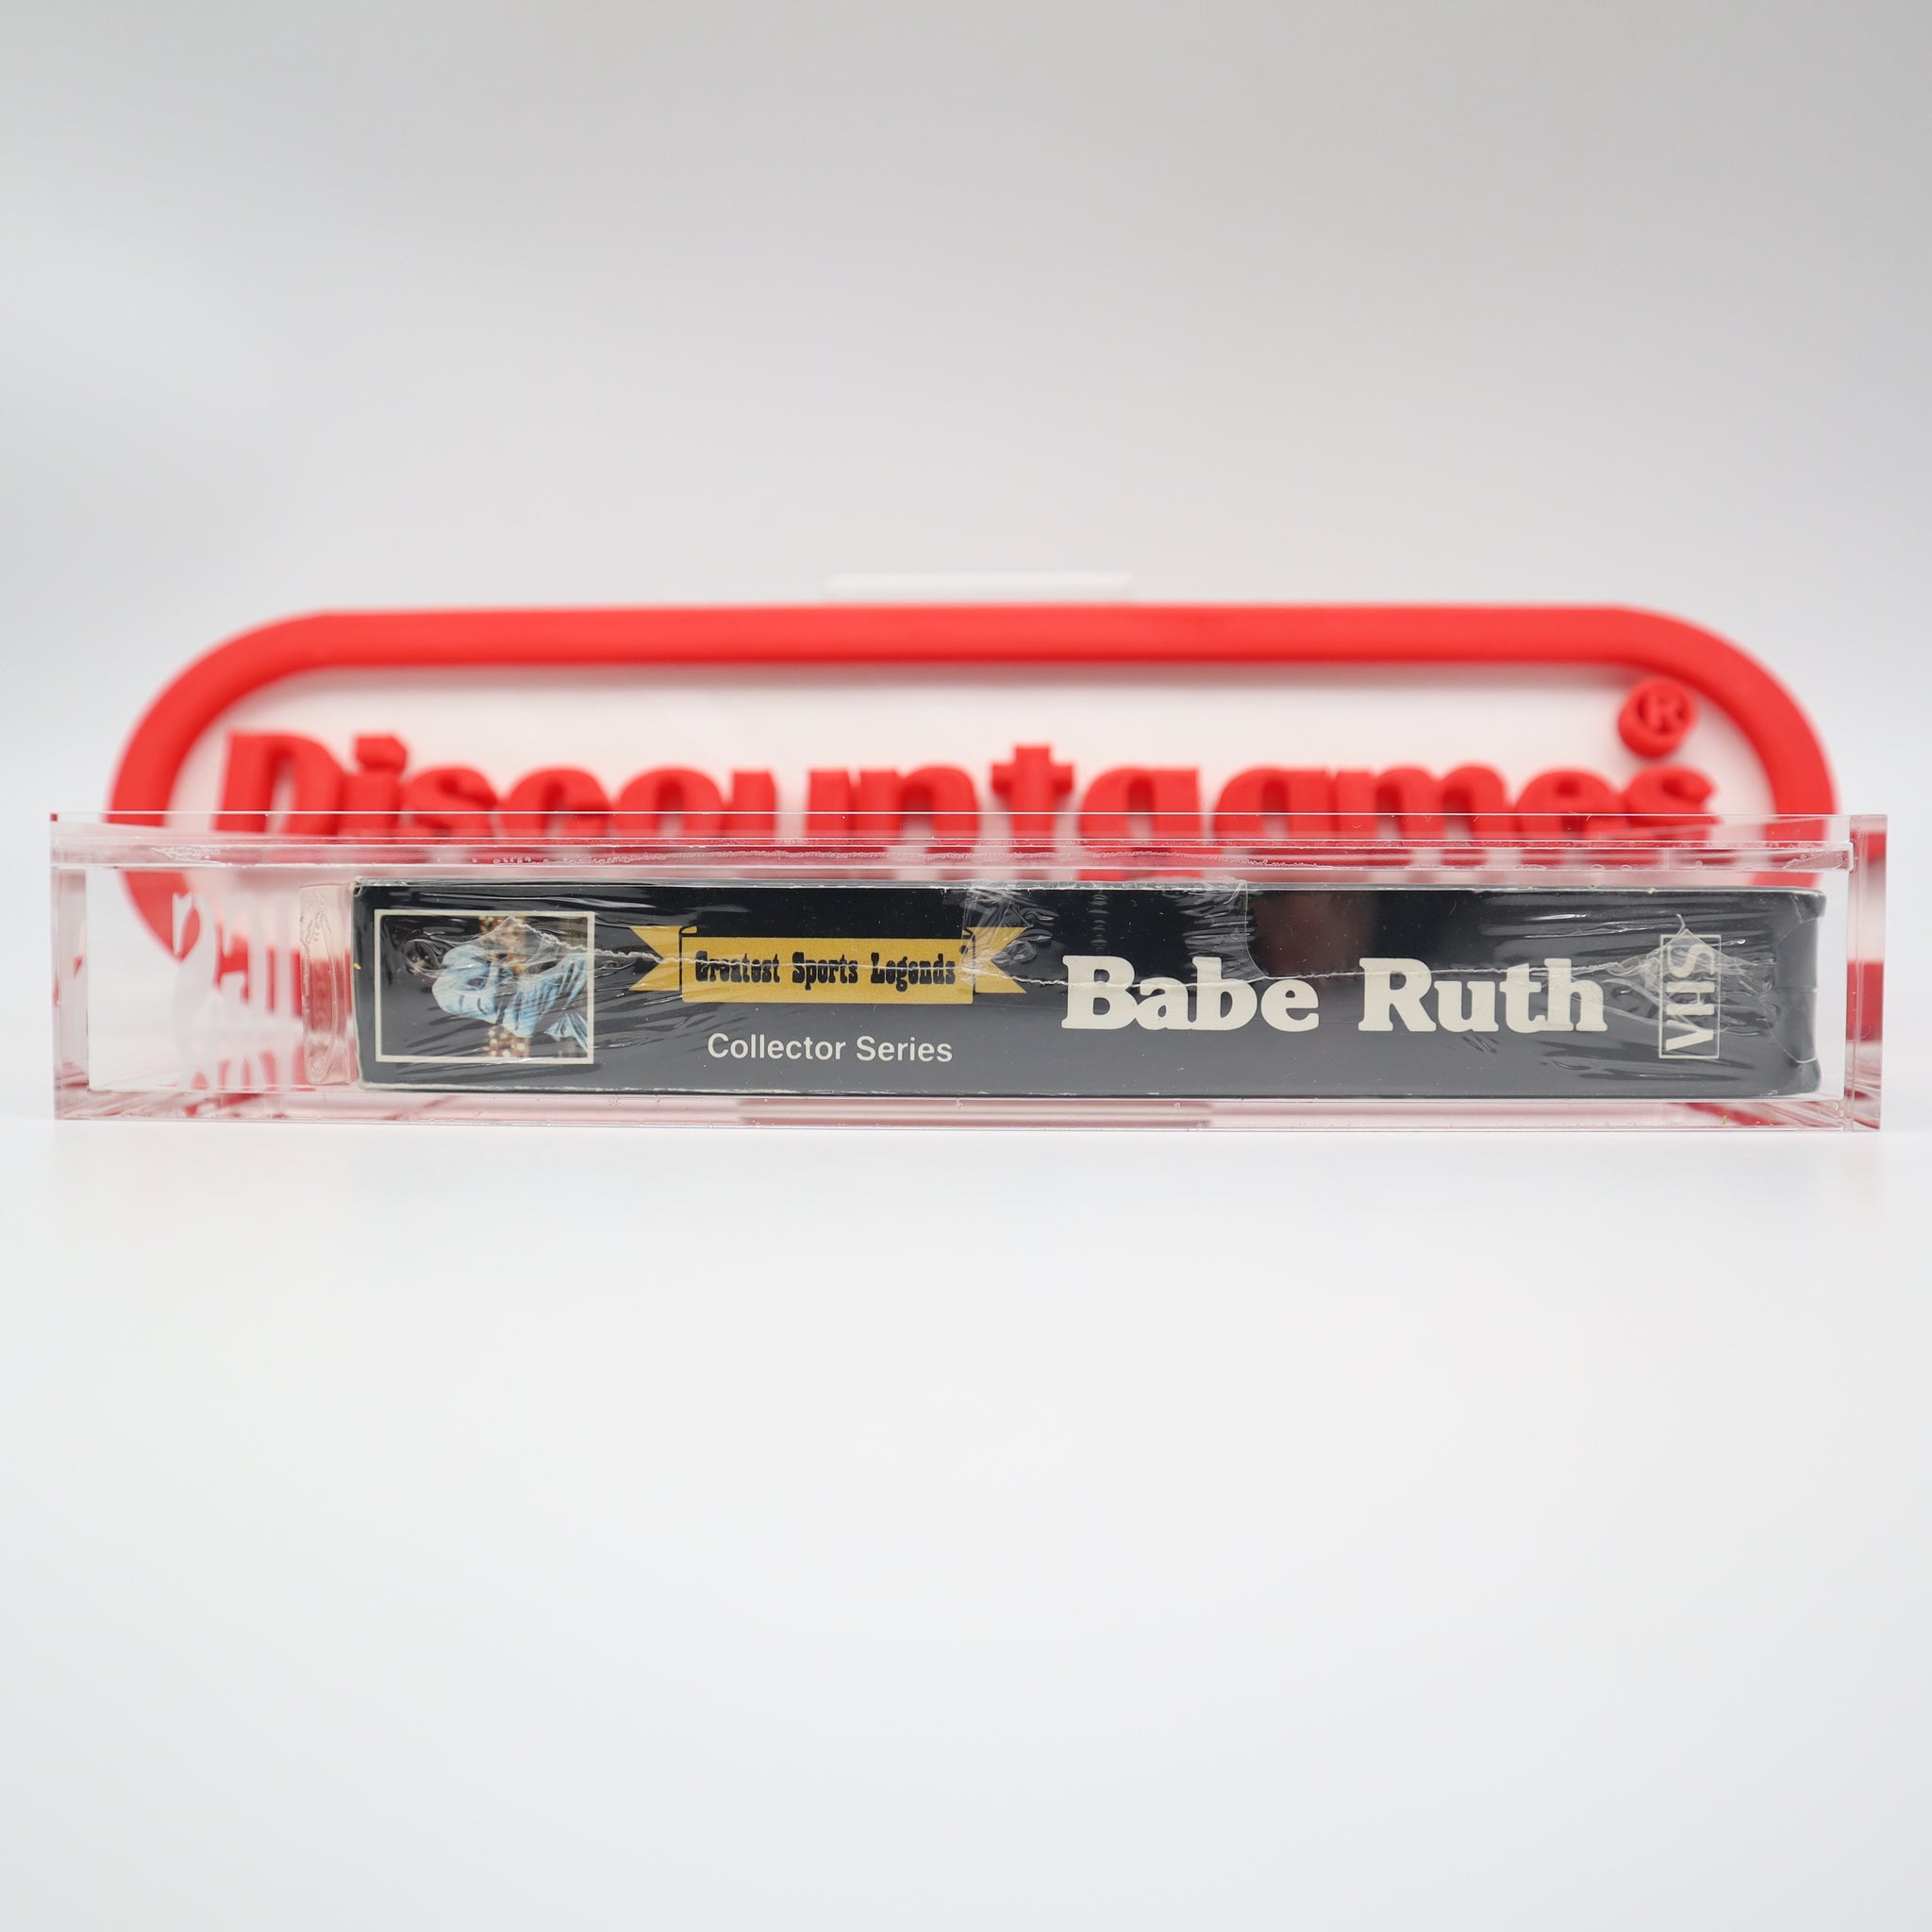 Discountgames®
Greatest Sports Legends
Collector Series
Babe Ruth
VHS